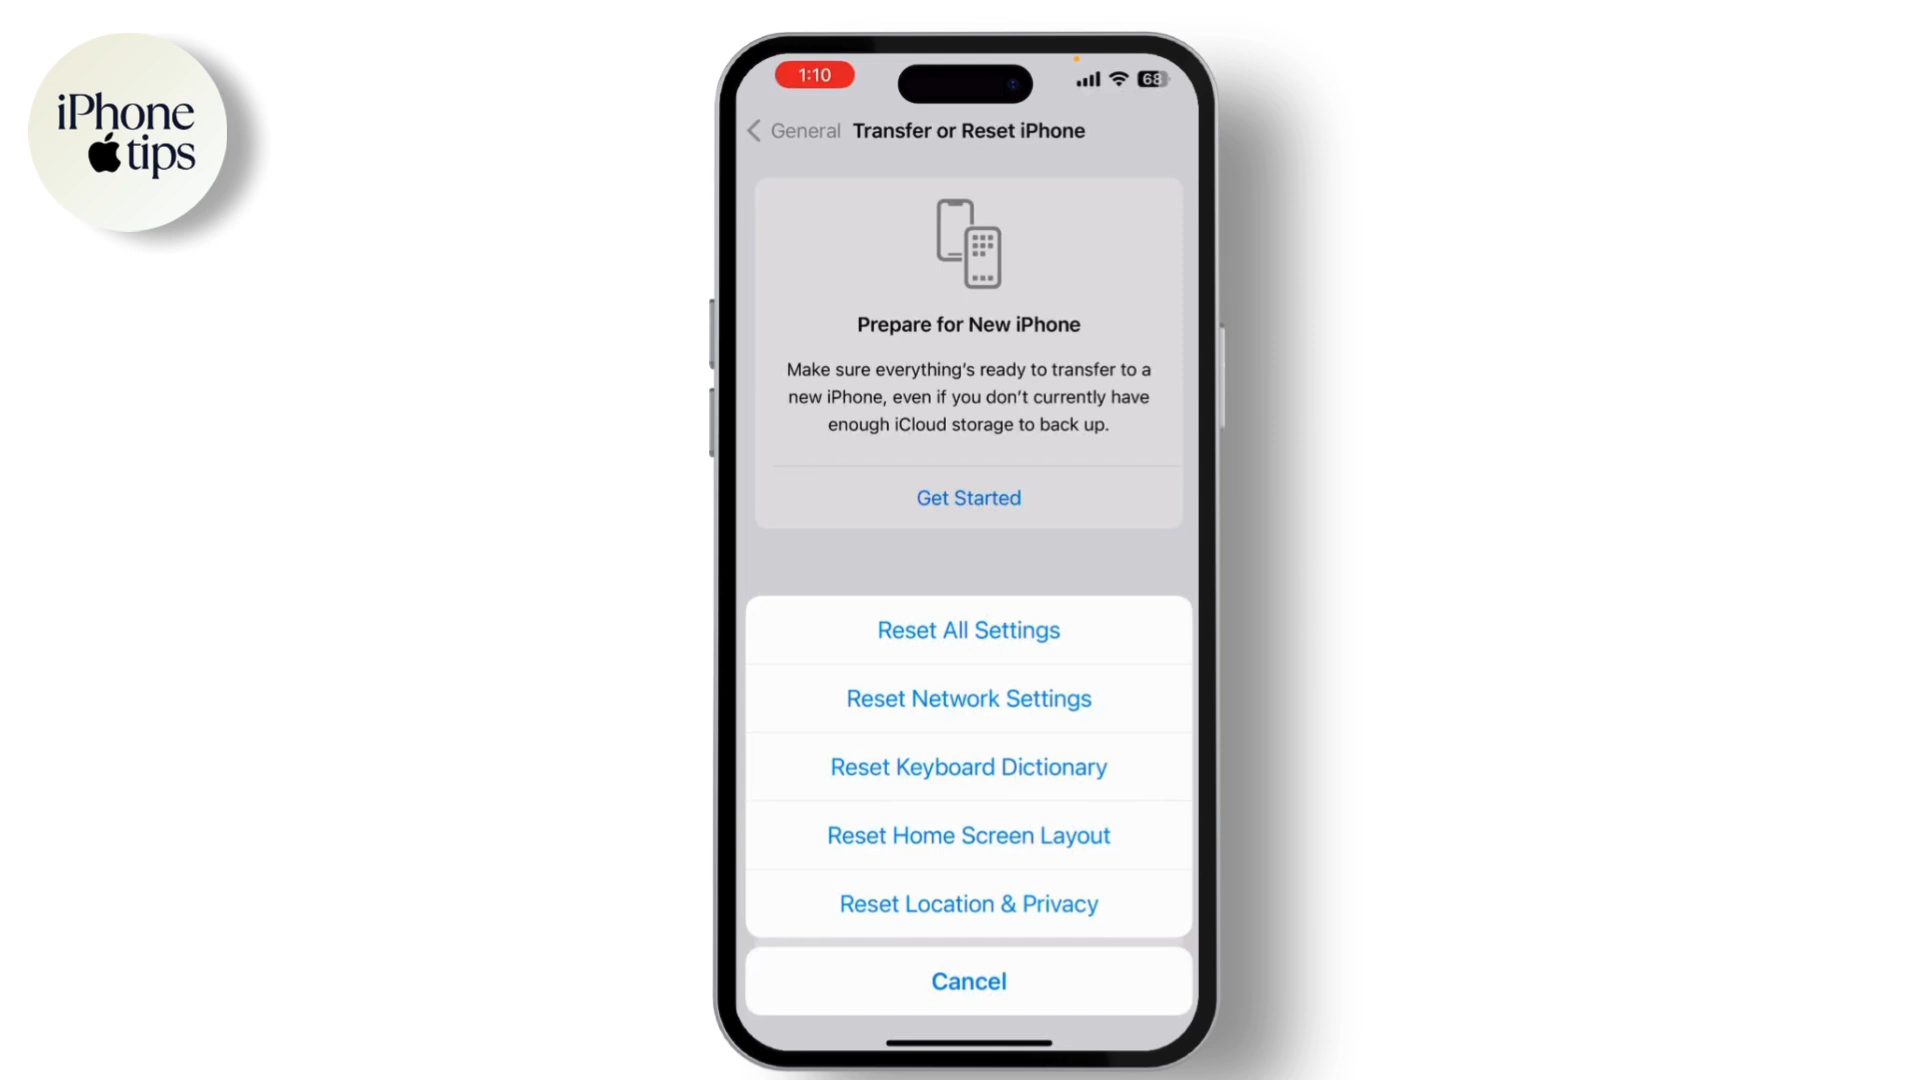 iPhone
tips
1:10
68
General Transfer or Reset iPhone
Prepare for New iPhone
Make sure everything's ready to transfer to a
new iPhone, even if you don't currently have
enough iCloud storage to back up.
Get Started
Reset All Settings
Reset Network Settings
Reset Keyboard Dictionary
Reset Home Screen Layout
Reset Location & Privacy
Cancel